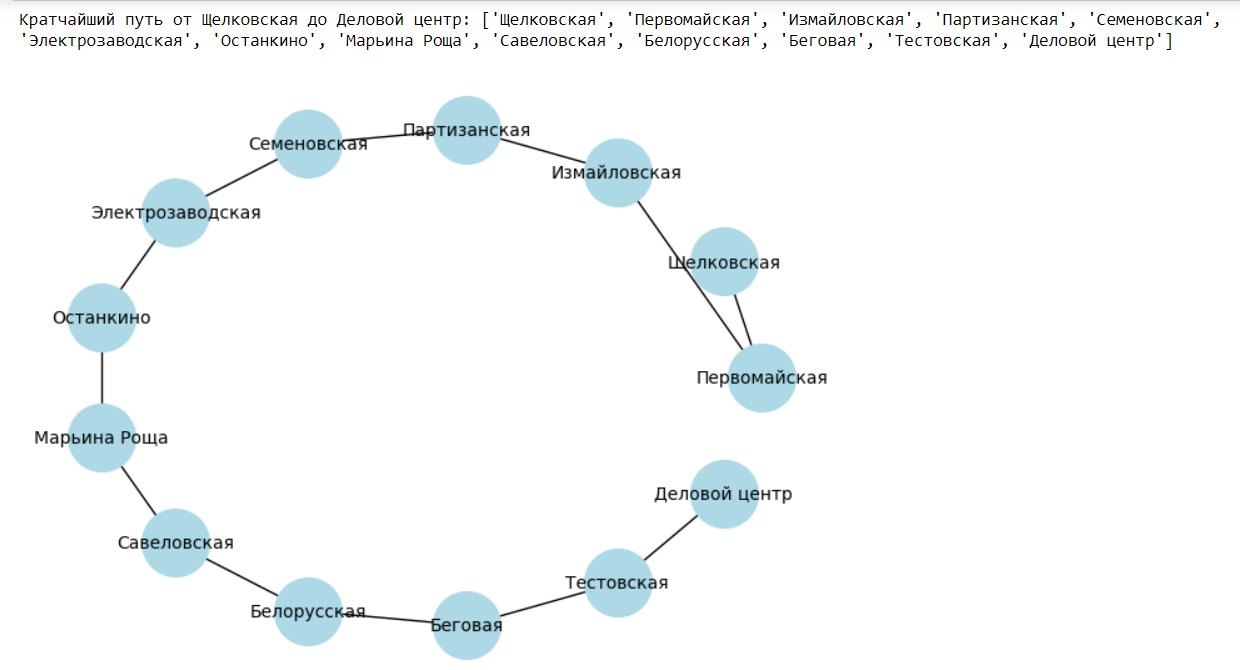 Кратчайший путь от Щелковская до Деловой центр: ['Щелковская', 'Первомайская', 'Измайловская', 'Партизанская', 'Семеновская',
'Электрозаводская', 'Останкино', 'Марьина Роща', 'Савеловская', 'Белорусская', 'Беговая', 'Тестовская', 'Деловой центр']
Партизанская
Семеновская
Измайловская
Электрозаводская
Щелковская
Останкино
Первомайская
Марьина Роща
Деловой центр
Савеловская
Тестовская
Белорусская
Беговая